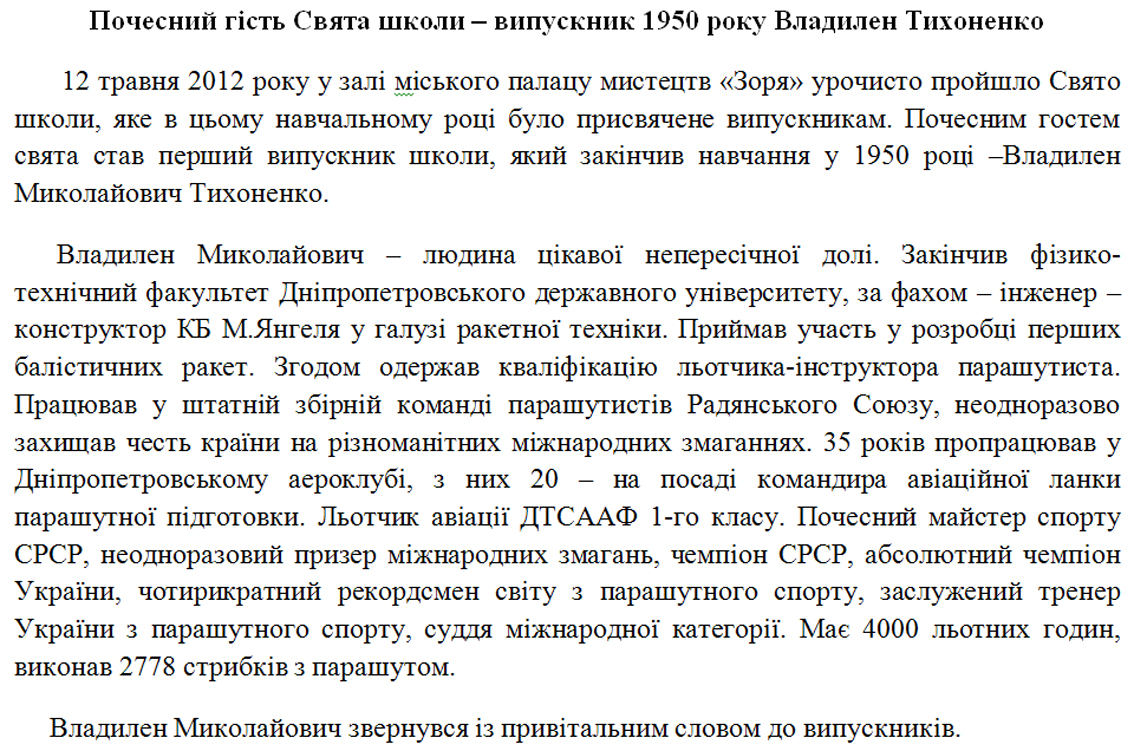 Почесний гість Свята школи – випускник 1950 року Владилен Тихоненко
12 травня 2012 року у залі міського палацу мистецтв «Зоря» урочисто пройшло Свято
школи, яке в цьому навчальному році було присвячене випускникам. Почесним гостем
свята став перший випускник школи, який закінчив навчання у 1950 році –Владилен
Миколайович Тихоненко.
Владилен Миколайович – людина цікавої непересічної долі. Закінчив фізико-
технічний факультет Дніпропетровського державного університету, за фахом – інженер –
конструктор КБ М.Янгеля у галузі ракетної техніки. Приймав участь у розробці перших
балістичних ракет. Згодом одержав кваліфікацію льотчика-інструктора парашутиста.
Працював у штатній збірній команді парашутистів Радянського Союзу, неодноразово
захищав честь країни на різноманітних міжнародних змаганнях. 35 років пропрацював у
Дніпропетровському аероклубі, з них 20 – на посаді командира авіаційної ланки
парашутної підготовки. Льотчик авіації ДТСААФ 1-го класу. Почесний майстер спорту
СРСР, неодноразовий призер міжнародних змагань, чемпіон СРСР, абсолютний чемпіон
України, чотирикратний рекордсмен світу з парашутного спорту, заслужений тренер
України з парашутного спорту, суддя міжнародної категорії. Має 4000 льотних годин,
виконав 2778 стрибків з парашутом.
Владилен Миколайович звернувся із привітальним словом до випускників.